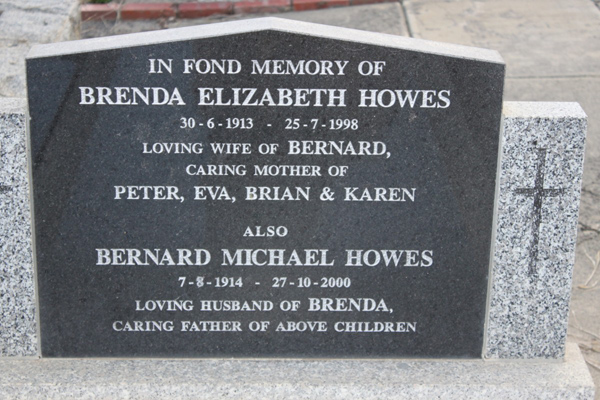 IN FOND MEMORY OF
BRENDA ELIZABETH HOWES
30-6-1913 - 25-7-1998
LOVING WIFE OF BERNARD,
CARING MOTHER OF
PETER, EVA, BRIAN & KAREN
ALSO
BERNARD MICHAEL HOWES
7-8-1914 - 27-10-2000
LOVING HUSBAND OF BRENDA,
CARING FATHER OF ABOVE CHILDREN